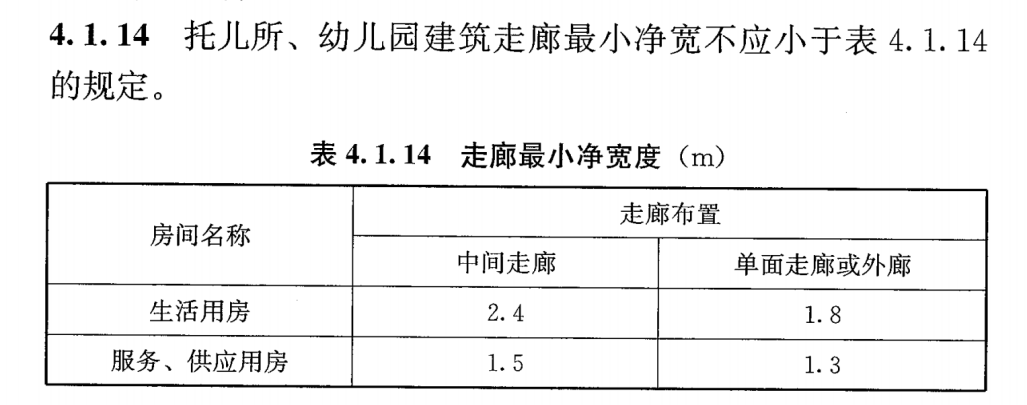 4.1.14 托儿所、幼儿园建筑走廊最小净宽不应小于表 4.1.14
的规定。
表 4.1.14 走廊最小净宽度（m）
房间名称
走廊布置
中间走廊 单面走廊或外廊
生活用房 2.4 1.8
服务、供应用房 1.5 1.3